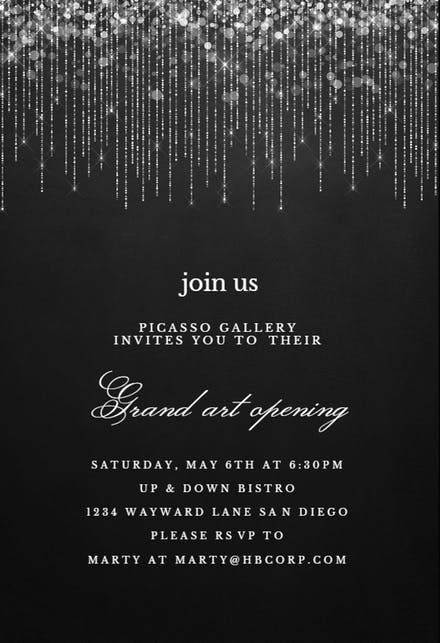 join us
PICASSO GALLERY
INVITES YOU TO THEIR
Grand art opening
SATURDAY, MAY 6TH AT 6:30PM
UP & DOWN BISTRO
1234 WAYWARD LANE SAN DIEGO
PLEASE RSVP TO
MARTY AT MARTY@HBCORP.COM